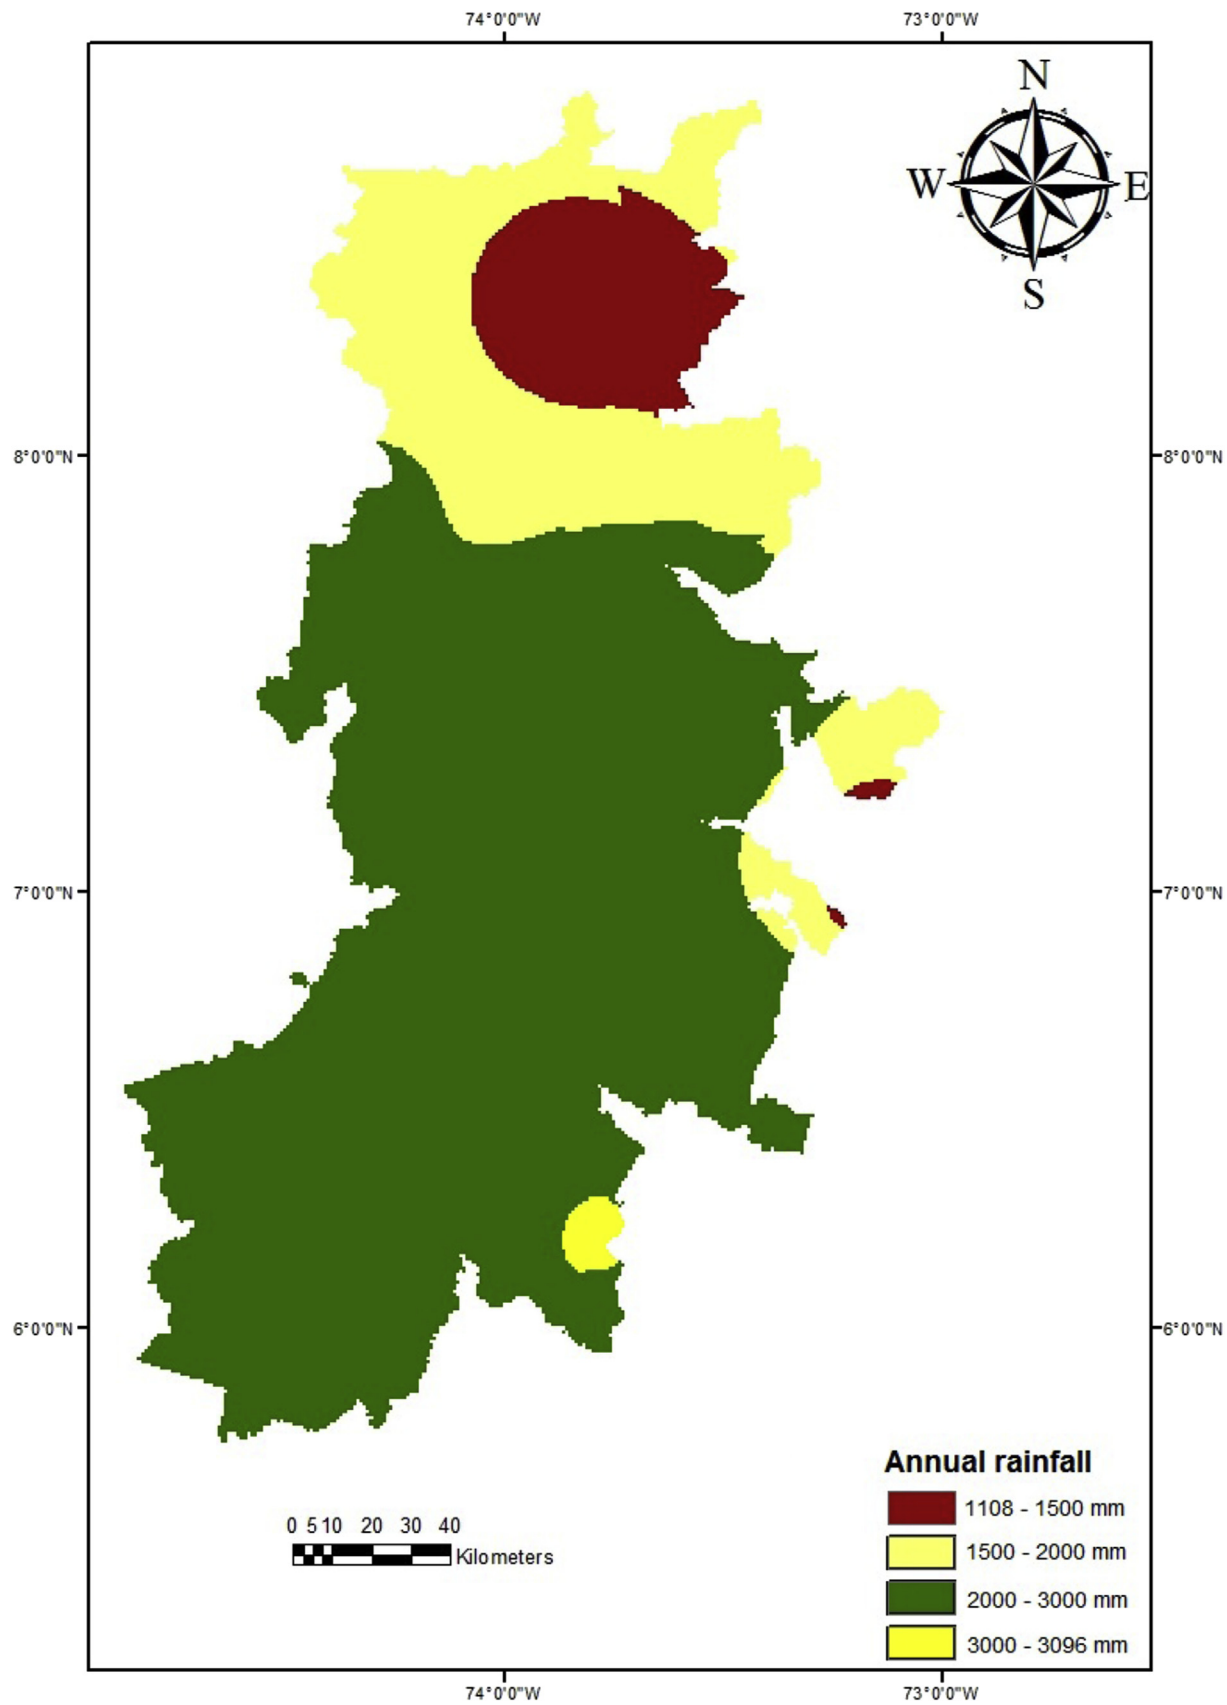 74°0'0"W 73°0'0"W
N
W E
S
8°0'0"N 8°0'0"N
7°0'0"N 7°0'0"N
6°0'0"N 6°0'0"N
Annual rainfall
1108 - 1500 mm
1500 - 2000 mm
2000 - 3000 mm
3000 - 3096 mm
0 5 10 20 30 40
Kilometers
74°0'0"W 73°0'0"W